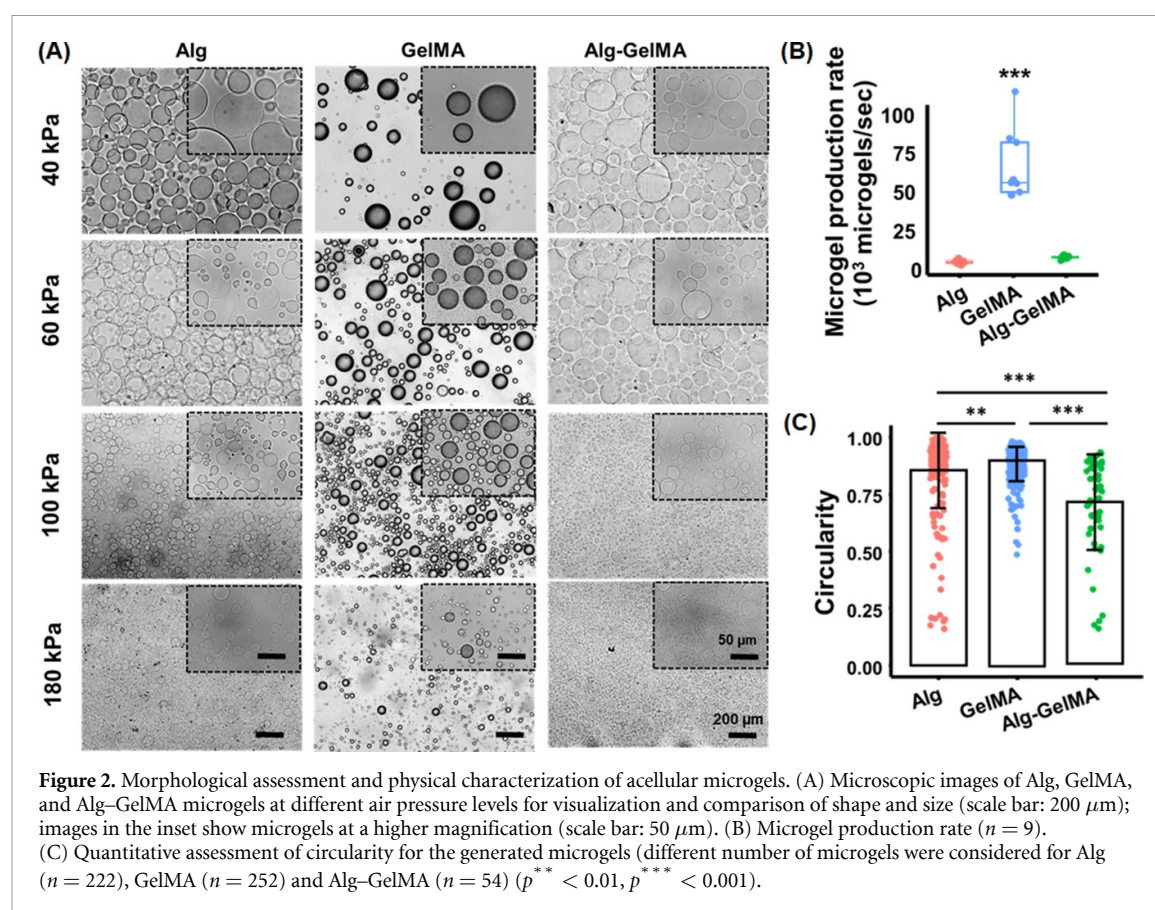 (A)
Alg
GelMA
Alg-GelMA
40 kPa
60 kPa
100 kPa
180 kPa
50 µm
200 µm
(B)
***
Microgel production rate
(10³ microgels/sec)
100
75
50
25
0
Alg
GelMA
Alg-GelMA
(C)
***
**
***
Circularity
1.00
0.75
0.50
0.25
0.00
Alg
GelMA
Alg-GelMA
Figure 2. Morphological assessment and physical characterization of acellular microgels. (A) Microscopic images of Alg, GelMA,
and Alg–GelMA microgels at different air pressure levels for visualization and comparison of shape and size (scale bar: 200 µm);
images in the inset show microgels at a higher magnification (scale bar: 50 µm). (B) Microgel production rate (n = 9).
(C) Quantitative assessment of circularity for the generated microgels (different number of microgels were considered for Alg
(n = 222), GelMA (n = 252) and Alg–GelMA (n = 54) (p** < 0.01, p*** < 0.001).